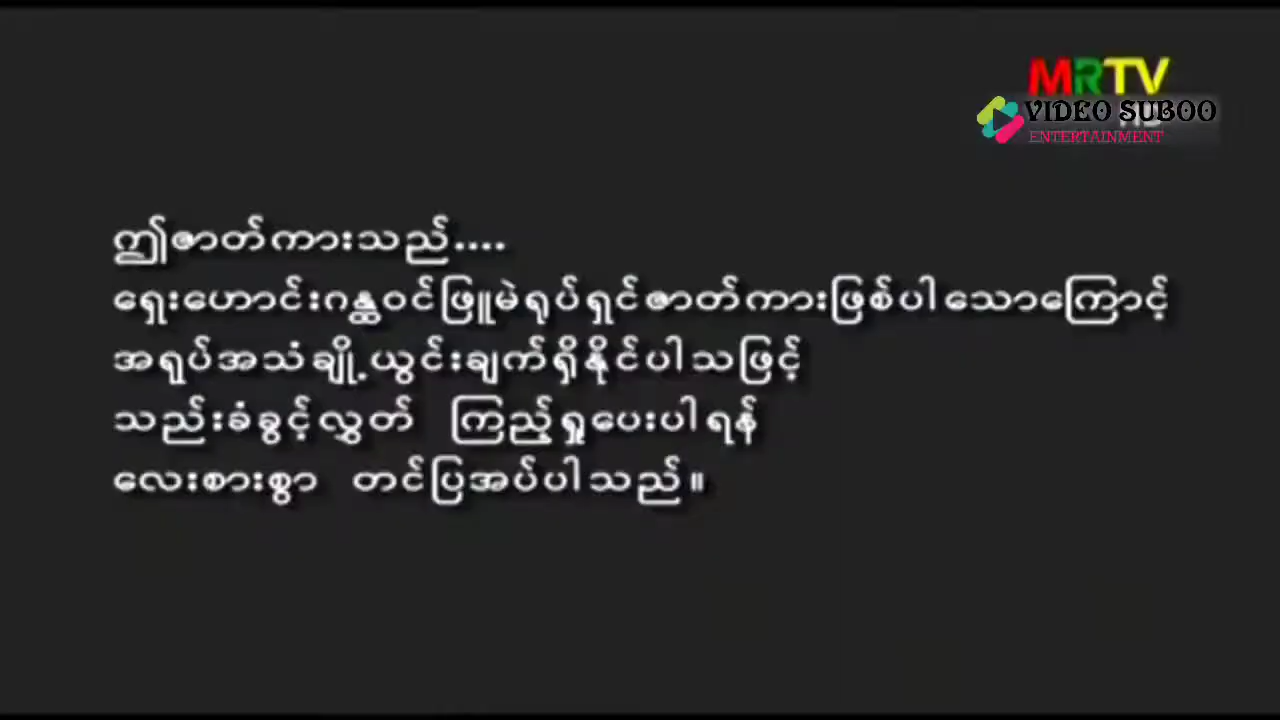 MRTV
VIDEO SUBOO
ENTERTAINMENT
ဤဇာတ်ကားသည်....
ရှေးဟောင်းဂန္ထဝင်ဖြူမဲရုပ်ရှင်ဇာတ်ကားဖြစ်ပါသောကြောင့်
အရုပ်အသံချို့ယွင်းချက်ရှိနိုင်ပါသဖြင့်
သည်းခံခွင့်လွှတ် ကြည့်ရှုပေးပါရန်
လေးစားစွာ တင်ပြအပ်ပါသည်။